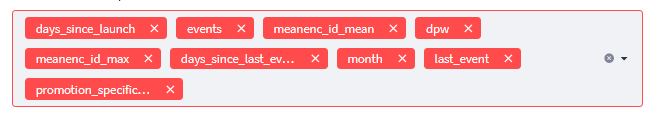 days_since_launch × events × meanenc_id_mean × dpw ×
meanenc_id_max × days_since_last_ev... × month × last_event ×
promotion_specific... ×